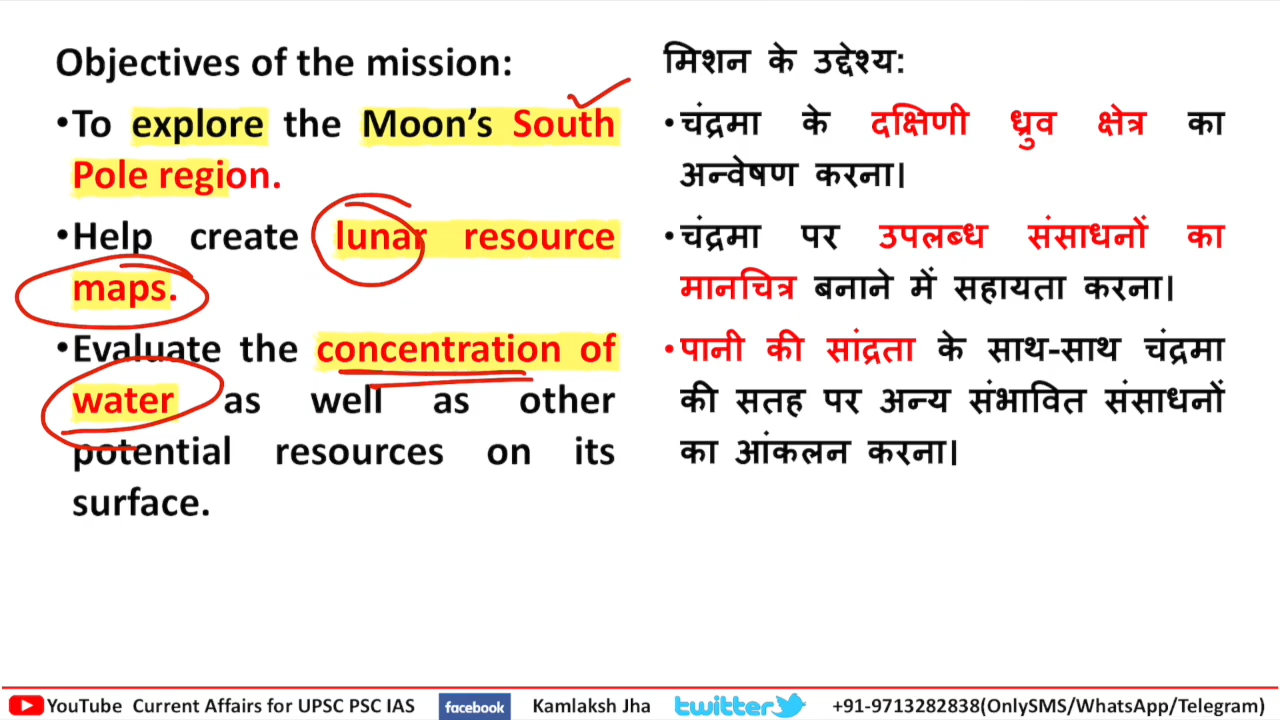 Objectives of the mission:
•To explore the Moon's South
Pole region.
•Help create lunar resource
maps.
•Evaluate the concentration of
water as well as other
potential resources on its
surface.
मिशन के उद्देश्य:
•चंद्रमा के दक्षिणी ध्रुव क्षेत्र का
अन्वेषण करना।
•चंद्रमा पर उपलब्ध संसाधनों का
मानचित्र बनाने में सहायता करना।
•पानी की सांद्रता के साथ-साथ चंद्रमा
की सतह पर अन्य संभावित संसाधनों
का आंकलन करना।
YouTube Current Affairs for UPSC PSC IAS facebook Kamlaksh Jha twitter +91-9713282838(OnlySMS/WhatsApp/Telegram)